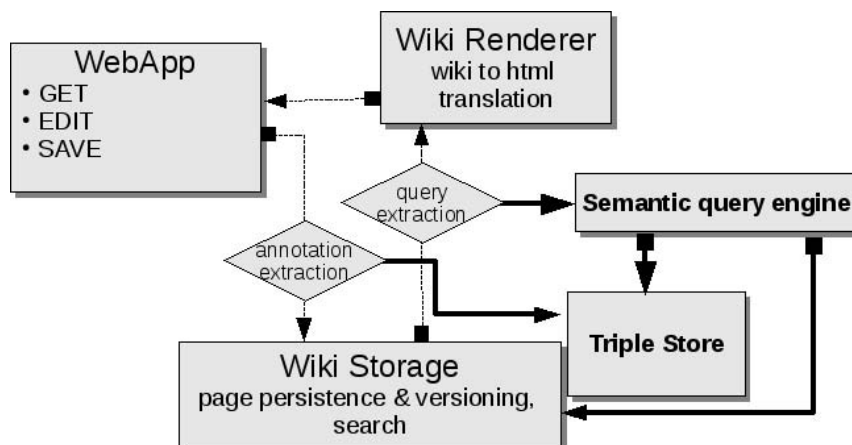 WebApp
• GET
• EDIT
• SAVE
Wiki Renderer
wiki to html
translation
query
extraction
Semantic query engine
annotation
extraction
Triple Store
Wiki Storage
page persistence & versioning,
search